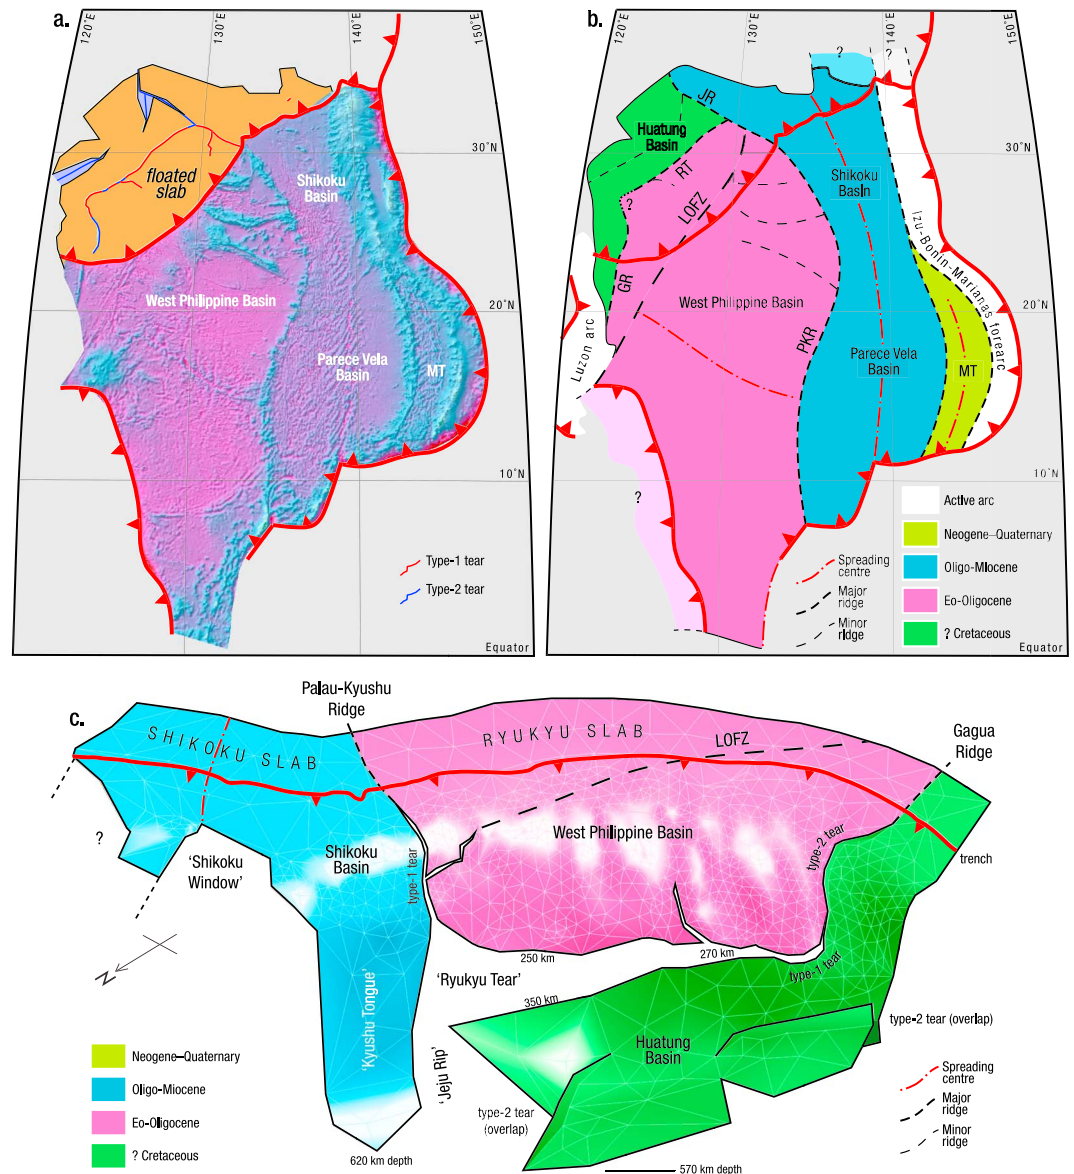 a.
120°E
130°E
140°E
150°E
floated
slab
30°N
Shikoku
Basin
West Philippine Basin
20°N
Parece Vela
Basin
MT
10°N
Type-1 tear
Type-2 tear
Equator
b.
120°E
130°E
140°E
150°E
?
?
JR
Huatung
Basin
30°N
RT
?
LOFZ
Shikoku
Basin
Izu-Bonin-Marianas forearc
GR
West Philippine Basin
20°N
Luzon arc
PKR
Parece Vela
Basin
MT
10°N
?
Active arc
Neogene–Quaternary
Oligo-Miocene
Eo-Oligocene
? Cretaceous
Spreading
centre
Major
ridge
Minor
ridge
Equator
c.
Palau-Kyushu
Ridge
SHIKOKU SLAB
RYUKYU SLAB
LOFZ
Gagua
Ridge
?
'Shikoku
Window'
Shikoku
Basin
type-1 tear
West Philippine Basin
type-2 tear
trench
N
250 km
270 km
type-1 tear
'Kyushu Tongue'
'Ryukyu Tear'
350 km
Huatung
Basin
type-2 tear (overlap)
'Jeju Rip'
type-2 tear
(overlap)
620 km depth
570 km depth
Neogene–Quaternary
Oligo-Miocene
Eo-Oligocene
? Cretaceous
Spreading
centre
Major
ridge
Minor
ridge